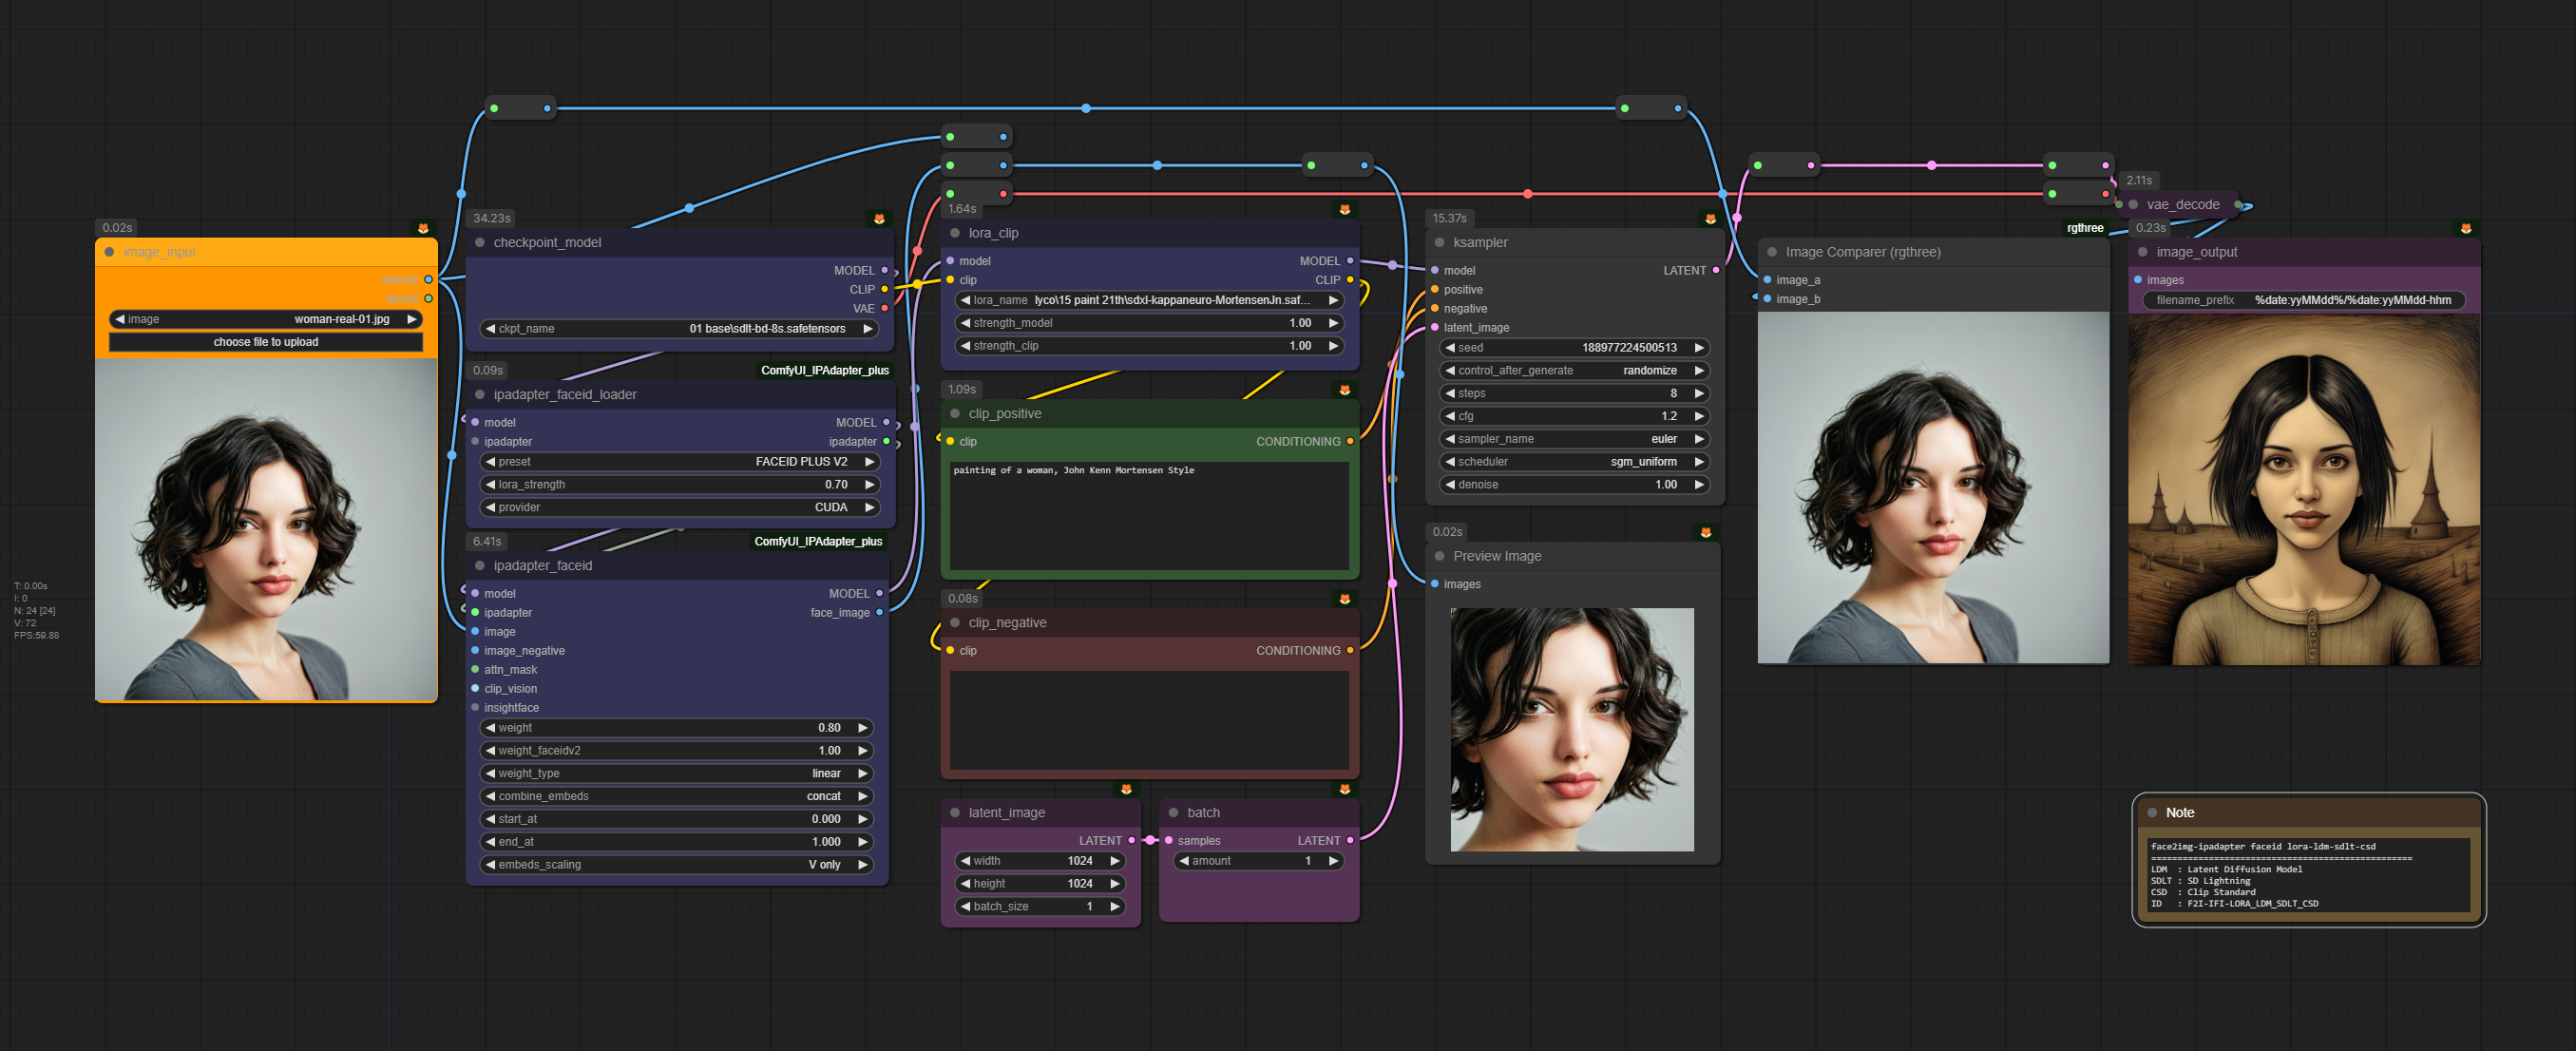 0.02s
image_input
IMAGE
MASK
image woman-real-01.jpg
choose file to upload
T: 0.00s
I: 0
N: 24 [24]
V: 72
FPS:59.88
34.23s
checkpoint_model
MODEL
CLIP
VAE
ckpt_name 01 base\sdlt-bd-8s.safetensors
0.09s ComfyUI_IPAdapter_plus
ipadapter_faceid_loader
model MODEL
ipadapter ipadapter
preset FACEID PLUS V2
lora_strength 0.70
provider CUDA
6.41s ComfyUI_IPAdapter_plus
ipadapter_faceid
model MODEL
ipadapter face_image
image
image_negative
attn_mask
clip_vision
insightface
weight 0.80
weight_faceidv2 1.00
weight_type linear
combine_embeds concat
start_at 0.000
end_at 1.000
embeds_scaling V only
1.64s
lora_clip
model MODEL
clip CLIP
lora_name lyco\15 paint 21th\sdxl-kappaneuro-MortensenJn.saf...
strength_model 1.00
strength_clip 1.00
1.09s
clip_positive
clip CONDITIONING
painting of a woman, John Kenn Mortensen Style
0.08s
clip_negative
clip CONDITIONING
latent_image
LATENT
width 1024
height 1024
batch_size 1
batch
samples LATENT
amount 1
15.37s
ksampler
model LATENT
positive
negative
latent_image
seed 188977224500513
control_after_generate randomize
steps 8
cfg 1.2
sampler_name euler
scheduler sgm_uniform
denoise 1.00
0.02s
Preview Image
images
rgthree
Image Comparer (rgthree)
image_a
image_b
2.11s
vae_decode
0.23s
image_output
images
filename_prefix %date:yyMMdd%/%date:yyMMdd-hhm
Note
face2img-ipadapter faceid lora-ldm-sdlt-csd
==================================================
LDM : Latent Diffusion Model
SDLT : SD Lightning
CSD : Clip Standard
ID : F2I-IFI-LORA_LDM_SDLT_CSD